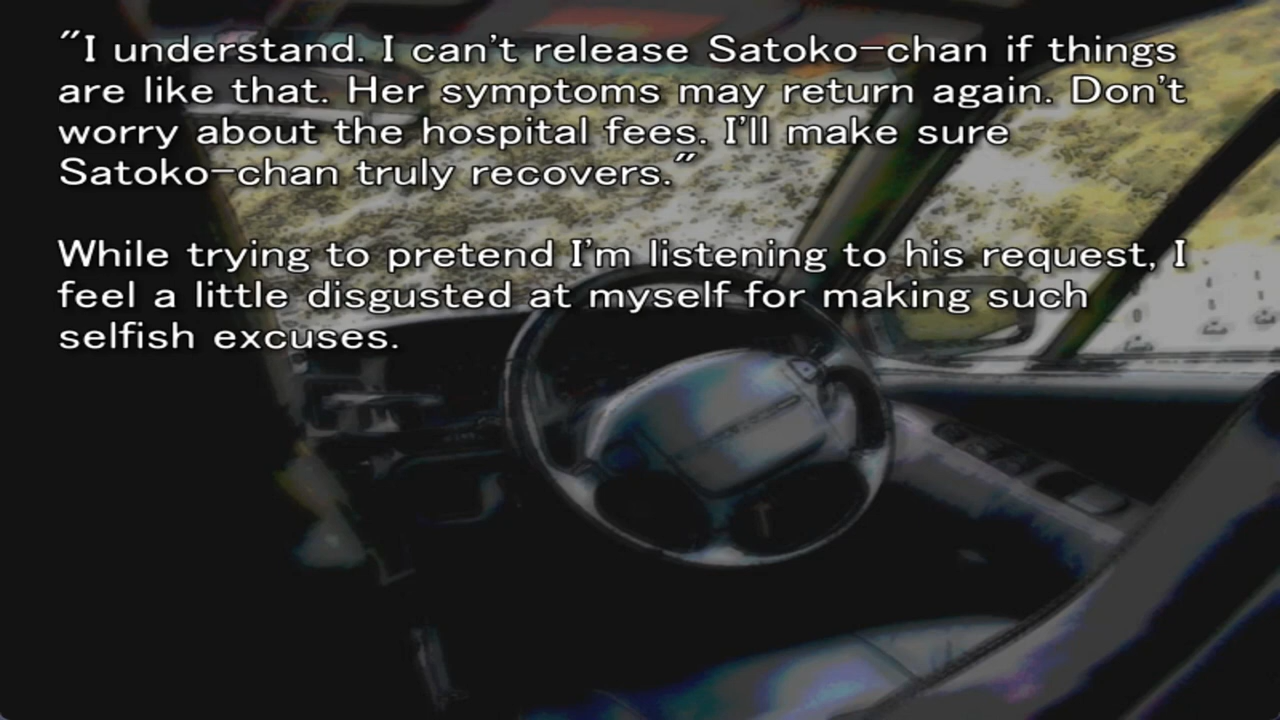 "I understand. I can't release Satoko-chan if things
are like that. Her symptoms may return again. Don't
worry about the hospital fees. I'll make sure
Satoko-chan truly recovers."
While trying to pretend I'm listening to his request, I
feel a little disgusted at myself for making such
selfish excuses.